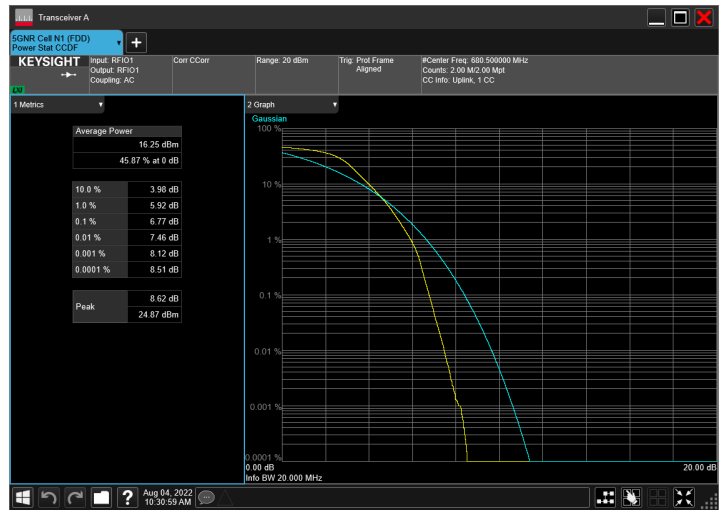 Transceiver A
5GNR Cell N1 (FDD)
Power Stat CCDF
KEYSIGHT
LXI
Input: RFIO1
Output: RFIO1
Coupling: AC
Corr CCorr
Range: 20 dBm
Trig: Prot Frame
Aligned
#Center Freq: 680.500000 MHz
Counts: 2.00 M/2.00 Mpt
CC Info: Uplink, 1 CC
1 Metrics
Average Power
16.25 dBm
45.87 % at 0 dB
10.0 % 3.98 dB
1.0 % 5.92 dB
0.1 % 6.77 dB
0.01 % 7.46 dB
0.001 % 8.12 dB
0.0001 % 8.51 dB
Peak
8.62 dB
24.87 dBm
2 Graph
Gaussian
100 %
10 %
1 %
0.1 %
0.01 %
0.001 %
0.0001 %
0.00 dB
20.00 dB
Info BW 20.000 MHz
?
Aug 04, 2022
10:30:59 AM